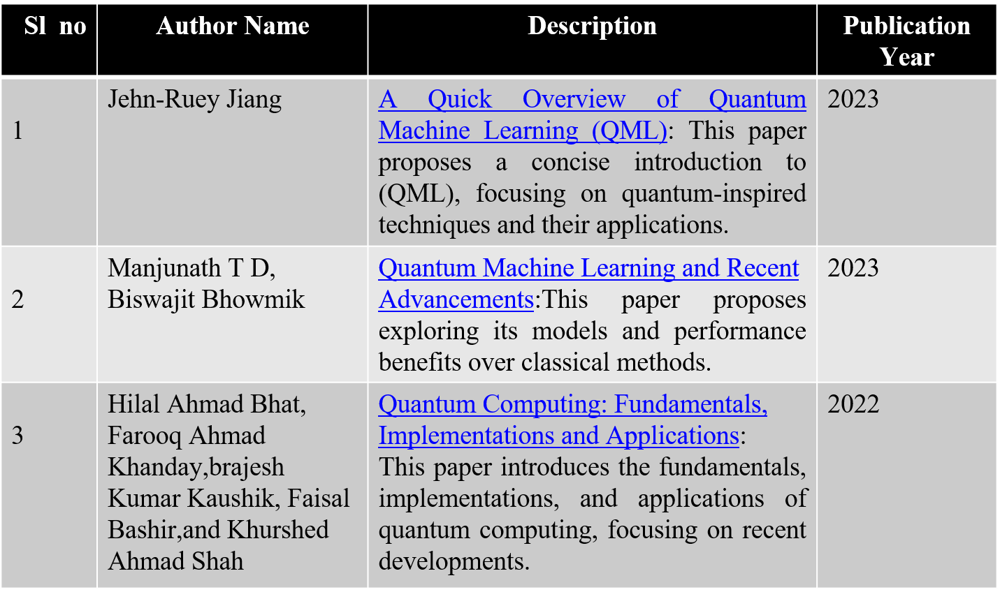 Sl no
Author Name
Description
Publication
Year
1
Jehn-Ruey Jiang
A Quick Overview of Quantum
Machine Learning (QML): This paper
proposes a concise introduction to
(QML), focusing on quantum-inspired
techniques and their applications.
2023
2
Manjunath T D,
Biswajit Bhowmik
Quantum Machine Learning and Recent
Advancements:This paper proposes
exploring its models and performance
benefits over classical methods.
2023
3
Hilal Ahmad Bhat,
Farooq Ahmad
Khanday,brajesh
Kumar Kaushik, Faisal
Bashir,and Khurshed
Ahmad Shah
Quantum Computing: Fundamentals,
Implementations and Applications:
This paper introduces the fundamentals,
implementations, and applications of
quantum computing, focusing on recent
developments.
2022